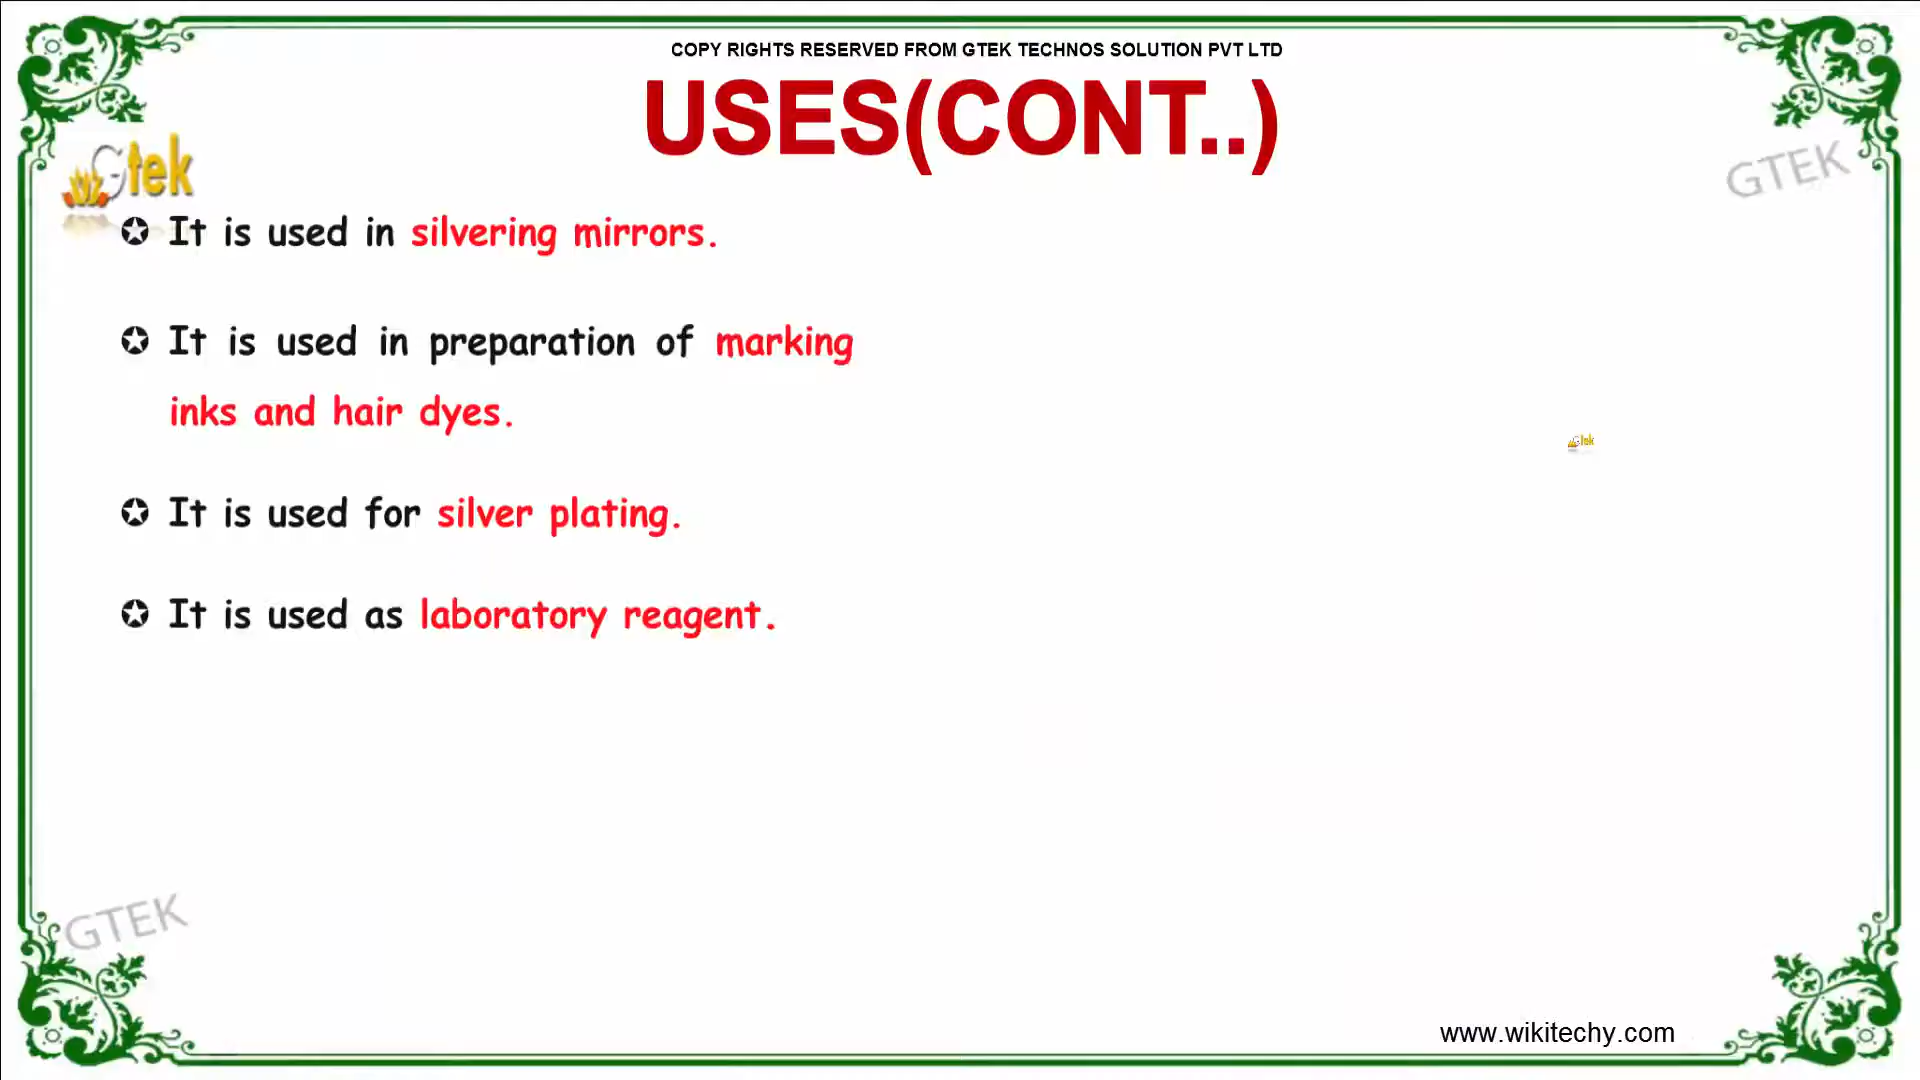 COPY RIGHTS RESERVED FROM GTEK TECHNOS SOLUTION PVT LTD
USES(CONT..)
Gtek
GTEK
It is used in silvering mirrors.
It is used in preparation of marking
inks and hair dyes.
Gtek
It is used for silver plating.
It is used as laboratory reagent.
GTEK
www.wikitechy.com